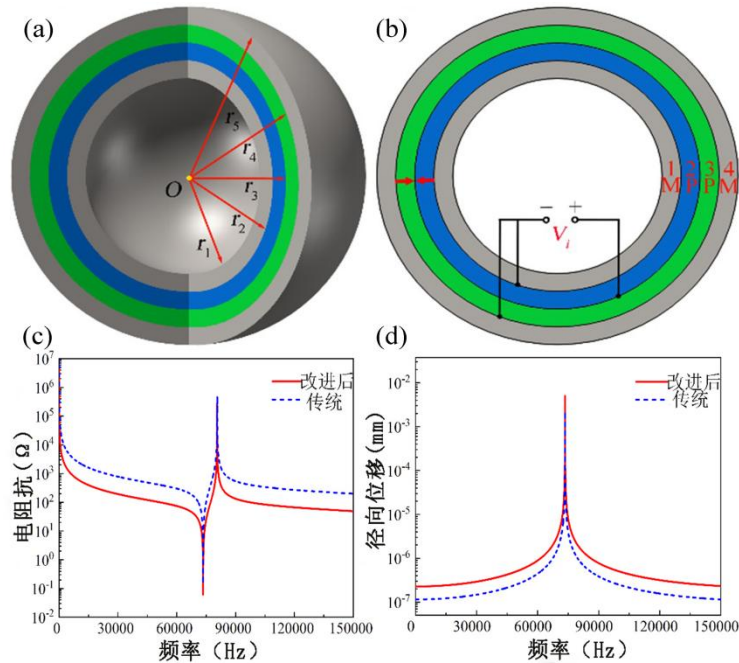 (a)
r₅
r₄
O
r₃
r₂
r₁
(b)
1 2 3 4
M P P M
− +
Vᵢ
(c)
10⁷
10⁶
10⁵
10⁴
10³
10²
10¹
10⁰
10⁻¹
10⁻²
电阻抗(Ω)
改进后
传统
0 30000 60000 90000 120000 150000
频率（Hz）
(d)
10⁻²
10⁻³
10⁻⁴
10⁻⁵
10⁻⁶
10⁻⁷
径向位移(mm)
改进后
传统
0 30000 60000 90000 120000 150000
频率（Hz）